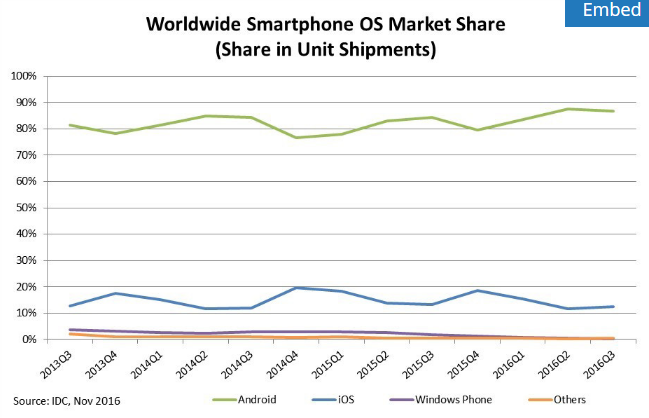 Embed
Worldwide Smartphone OS Market Share
(Share in Unit Shipments)
100%
90%
80%
70%
60%
50%
40%
30%
20%
10%
0%
2013Q3
2013Q4
2014Q1
2014Q2
2014Q3
2014Q4
2015Q1
2015Q2
2015Q3
2015Q4
2016Q1
2016Q2
2016Q3
Source: IDC, Nov 2016
Android
iOS
Windows Phone
Others